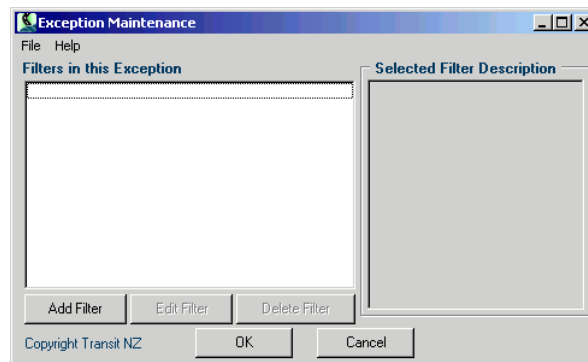 Exception Maintenance
File Help
Filters in this Exception
Selected Filter Description
Add Filter Edit Filter Delete Filter
Copyright Transit NZ OK Cancel